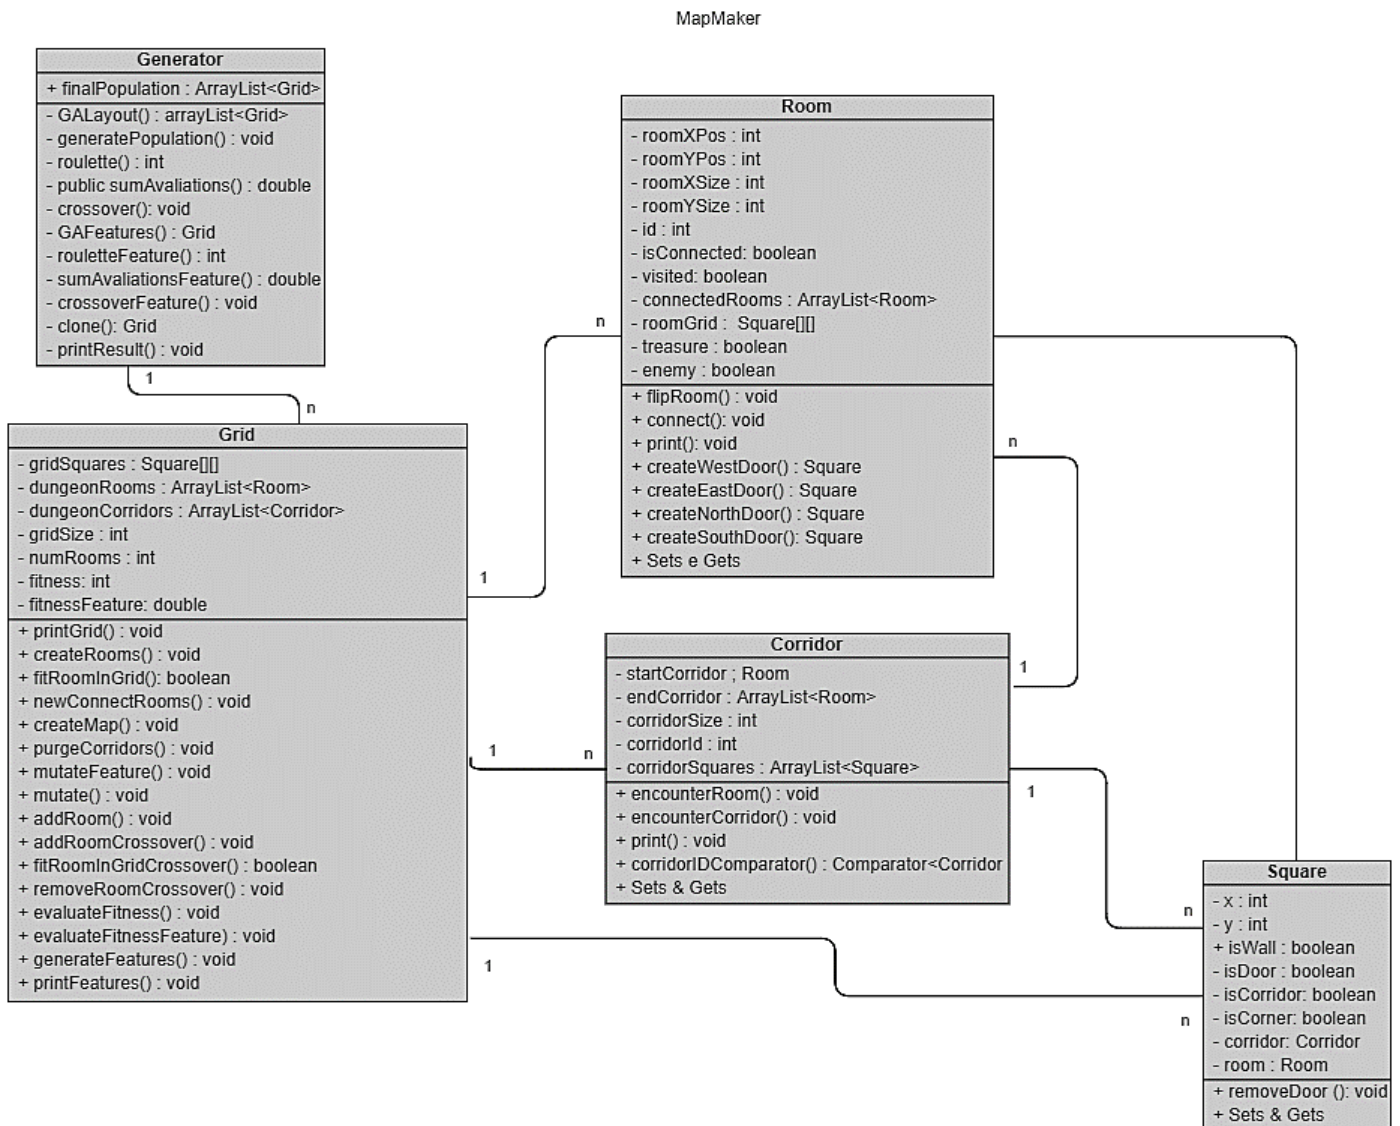 MapMaker
Generator
+ finalPopulation : ArrayList<Grid>
- GALayout() : arrayList<Grid>
- generatePopulation() : void
- roulette() : int
- public sumAvaliations() : double
- crossover(): void
- GAFeatures() : Grid
- rouletteFeature() : int
- sumAvaliationsFeature() : double
- crossoverFeature() : void
- clone(): Grid
- printResult() : void
1
n
Grid
- gridSquares : Square[][]
- dungeonRooms : ArrayList<Room>
- dungeonCorridors : ArrayList<Corridor>
- gridSize : int
- numRooms : int
- fitness: int
- fitnessFeature: double
+ printGrid() : void
+ createRooms() : void
+ fitRoomInGrid(): boolean
+ newConnectRooms() : void
+ createMap() : void
+ purgeCorridors() : void
+ mutateFeature() : void
+ mutate() : void
+ addRoom() : void
+ addRoomCrossover() : void
+ fitRoomInGridCrossover() : boolean
+ removeRoomCrossover() : void
+ evaluateFitness() : void
+ evaluateFitnessFeature) : void
+ generateFeatures() : void
+ printFeatures() : void
n
1
Room
- roomXPos : int
- roomYPos : int
- roomXSize : int
- roomYSize : int
- id : int
- isConnected: boolean
- visited: boolean
- connectedRooms : ArrayList<Room>
- roomGrid : Square[][]
- treasure : boolean
- enemy : boolean
+ flipRoom() : void
+ connect(): void
+ print(): void
+ createWestDoor() : Square
+ createEastDoor() : Square
+ createNorthDoor() : Square
+ createSouthDoor(): Square
+ Sets e Gets
n
1
1
n
Corridor
- startCorridor ; Room
- endCorridor : ArrayList<Room>
- corridorSize : int
- corridorId : int
- corridorSquares : ArrayList<Square>
+ encounterRoom() : void
+ encounterCorridor() : void
+ print() : void
+ corridorIDComparator() : Comparator<Corridor
+ Sets & Gets
1
n
1
n
Square
- x : int
- y : int
+ isWall : boolean
- isDoor : boolean
- isCorridor: boolean
- isCorner: boolean
- corridor: Corridor
- room : Room
+ removeDoor (): void
+ Sets & Gets